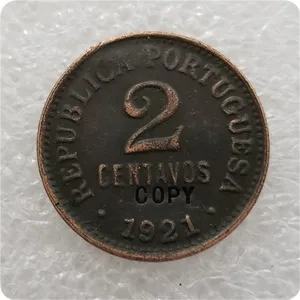 REPUBLICA PORTUGUESA
2
CENTAVOS
COPY
• 1921 •